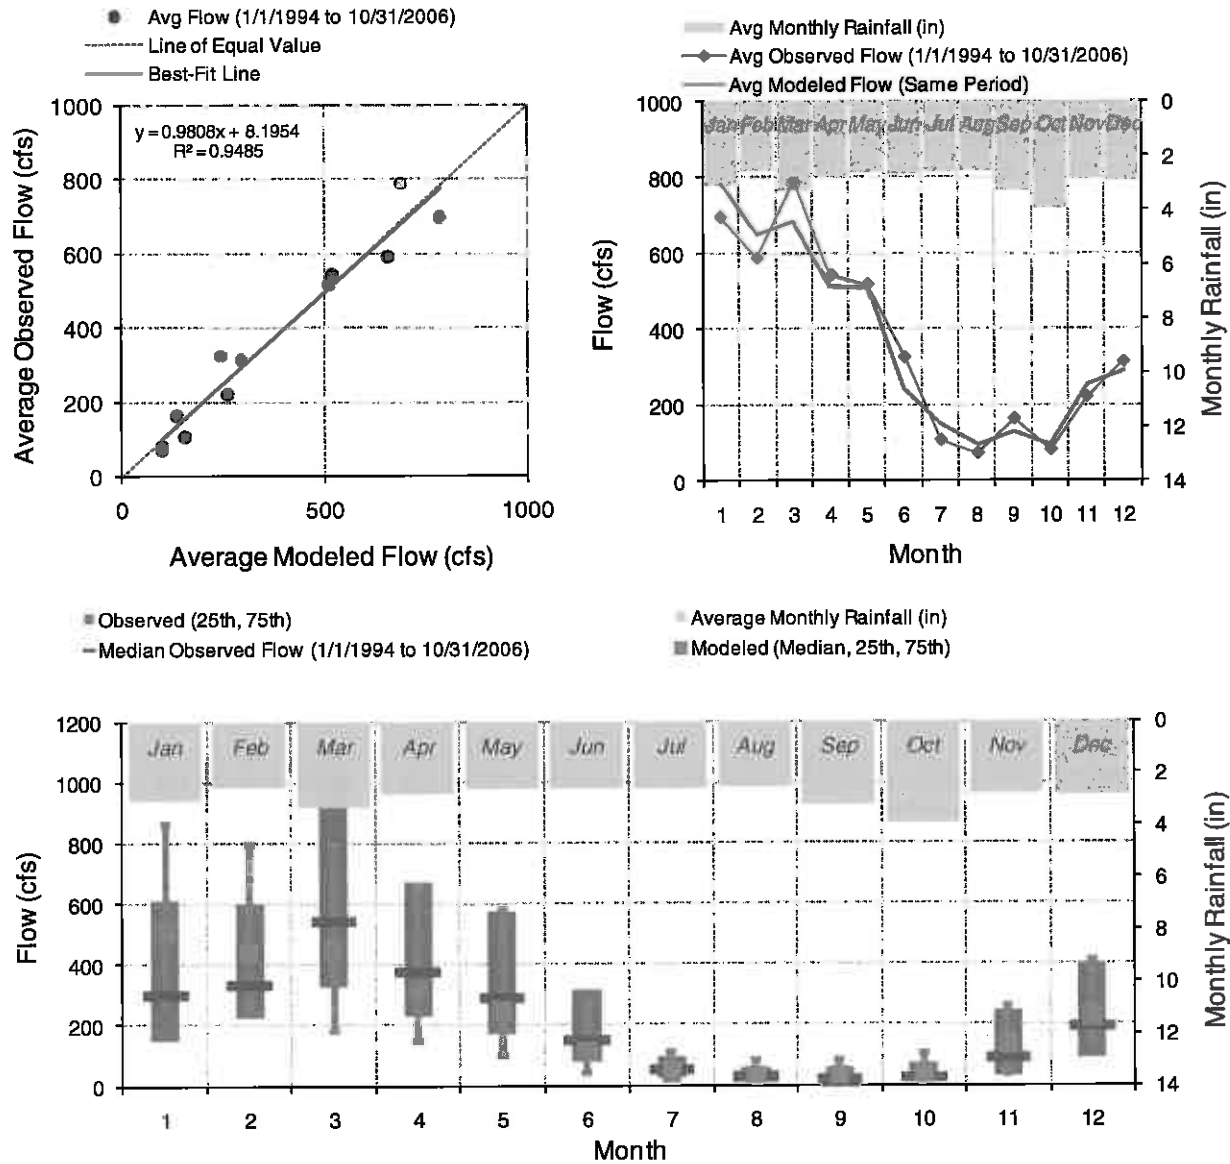 Avg Flow (1/1/1994 to 10/31/2006)
Line of Equal Value
Best-Fit Line
y = 0.9808x + 8.1954
R² = 0.9485
1000
800
600
400
200
0
0 500 1000
Average Observed Flow (cfs)
Average Modeled Flow (cfs)
Avg Monthly Rainfall (in)
Avg Observed Flow (1/1/1994 to 10/31/2006)
Avg Modeled Flow (Same Period)
Jan Feb Mar Apr May Jun Jul Aug Sep Oct Nov Dec
1000
800
600
400
200
0
0
2
4
6
8
10
12
14
1 2 3 4 5 6 7 8 9 10 11 12
Flow (cfs)
Monthly Rainfall (in)
Month
Observed (25th, 75th)
Median Observed Flow (1/1/1994 to 10/31/2006)
Average Monthly Rainfall (in)
Modeled (Median, 25th, 75th)
Jan Feb Mar Apr May Jun Jul Aug Sep Oct Nov Dec
1200
1000
800
600
400
200
0
0
2
4
6
8
10
12
14
1 2 3 4 5 6 7 8 9 10 11 12
Flow (cfs)
Monthly Rainfall (in)
Month